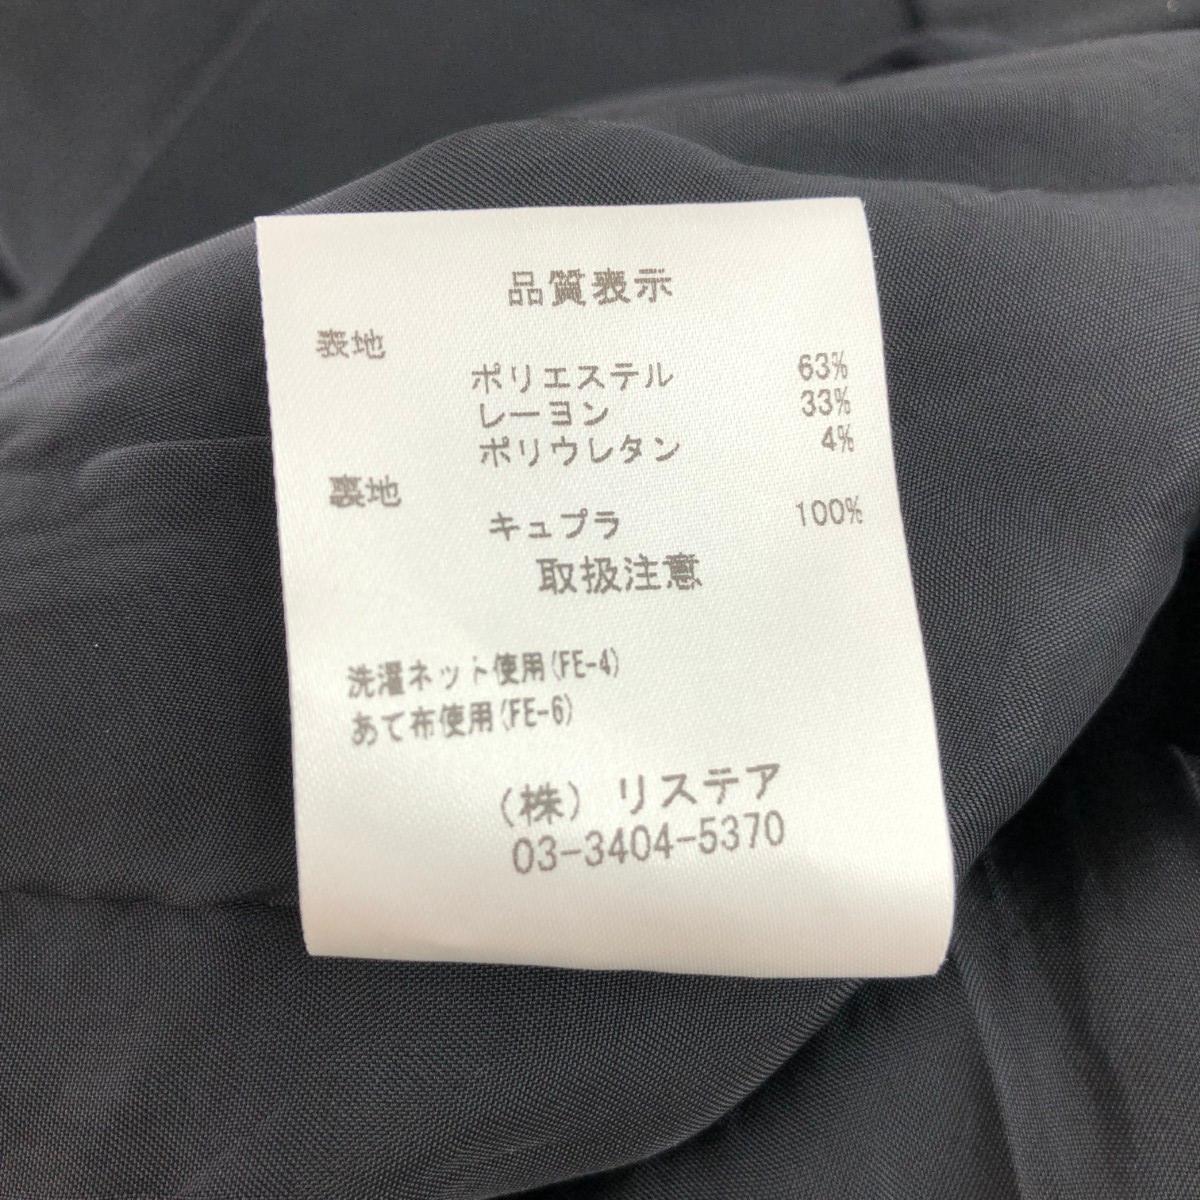 品質表示
表地
ポリエステル 63%
レーヨン 33%
ポリウレタン 4%
裏地
キュプラ 100%
取扱注意
洗濯ネット使用(FE-4)
あて布使用(FE-6)
(株) リステア
03-3404-5370